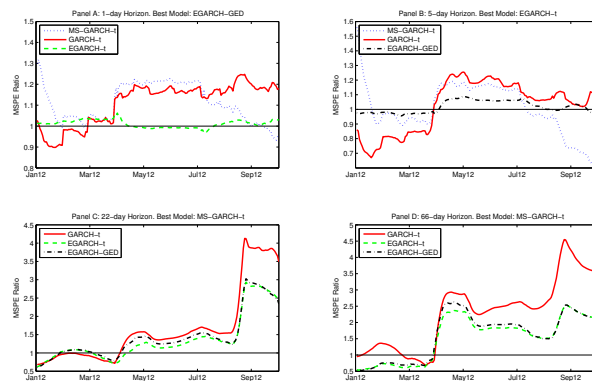 Panel A: 1-day Horizon. Best Model: EGARCH-GED
MSPE Ratio
1.5
1.4
1.3
1.2
1.1
1
0.9
0.8
MS-GARCH-t
GARCH-t
EGARCH-t
Jan12 Mar12 May12 Jul12 Sep12
Panel B: 5-day Horizon. Best Model: EGARCH-t
MSPE Ratio
1.6
1.5
1.4
1.3
1.2
1.1
1
0.9
0.8
0.7
MS-GARCH-t
GARCH-t
EGARCH-GED
Jan12 Mar12 May12 Jul12 Sep12
Panel C: 22-day Horizon. Best Model: MS-GARCH-t
MSPE Ratio
4.5
4
3.5
3
2.5
2
1.5
1
0.5
GARCH-t
EGARCH-t
EGARCH-GED
Jan12 Mar12 May12 Jul12 Sep12
Panel D: 66-day Horizon. Best Model: MS-GARCH-t
MSPE Ratio
5
4.5
4
3.5
3
2.5
2
1.5
1
0.5
GARCH-t
EGARCH-t
EGARCH-GED
Jan12 Mar12 May12 Jul12 Sep12